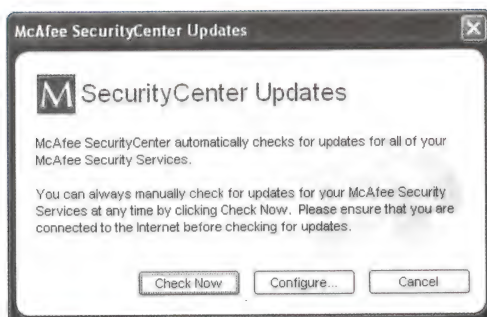 McAfee SecurityCenter Updates
M SecurityCenter Updates
McAfee SecurityCenter automatically checks for updates for all of your
McAfee Security Services.
You can always manually check for updates for your McAfee Security
Services at any time by clicking Check Now. Please ensure that you are
connected to the Internet before checking for updates.
Check Now
Configure...
Cancel